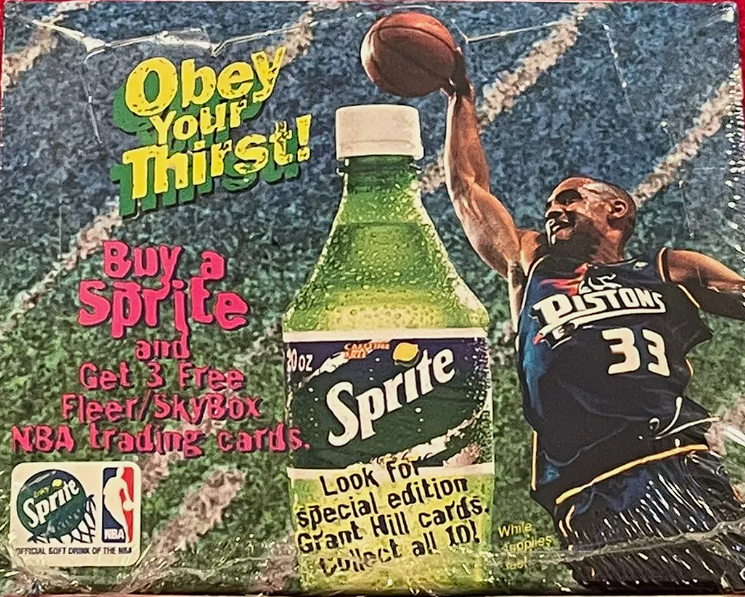 Obey
Your
Thirst!
Buy a
Sprite
and
Get 3 Free
Fleer/SkyBox
NBA trading cards.
20 OZ
Sprite
Look for
special edition
Grant Hill cards.
Collect all 10!
PISTONS
33
Sprite
NBA
OFFICIAL SOFT DRINK OF THE NBA
While
supplies
last